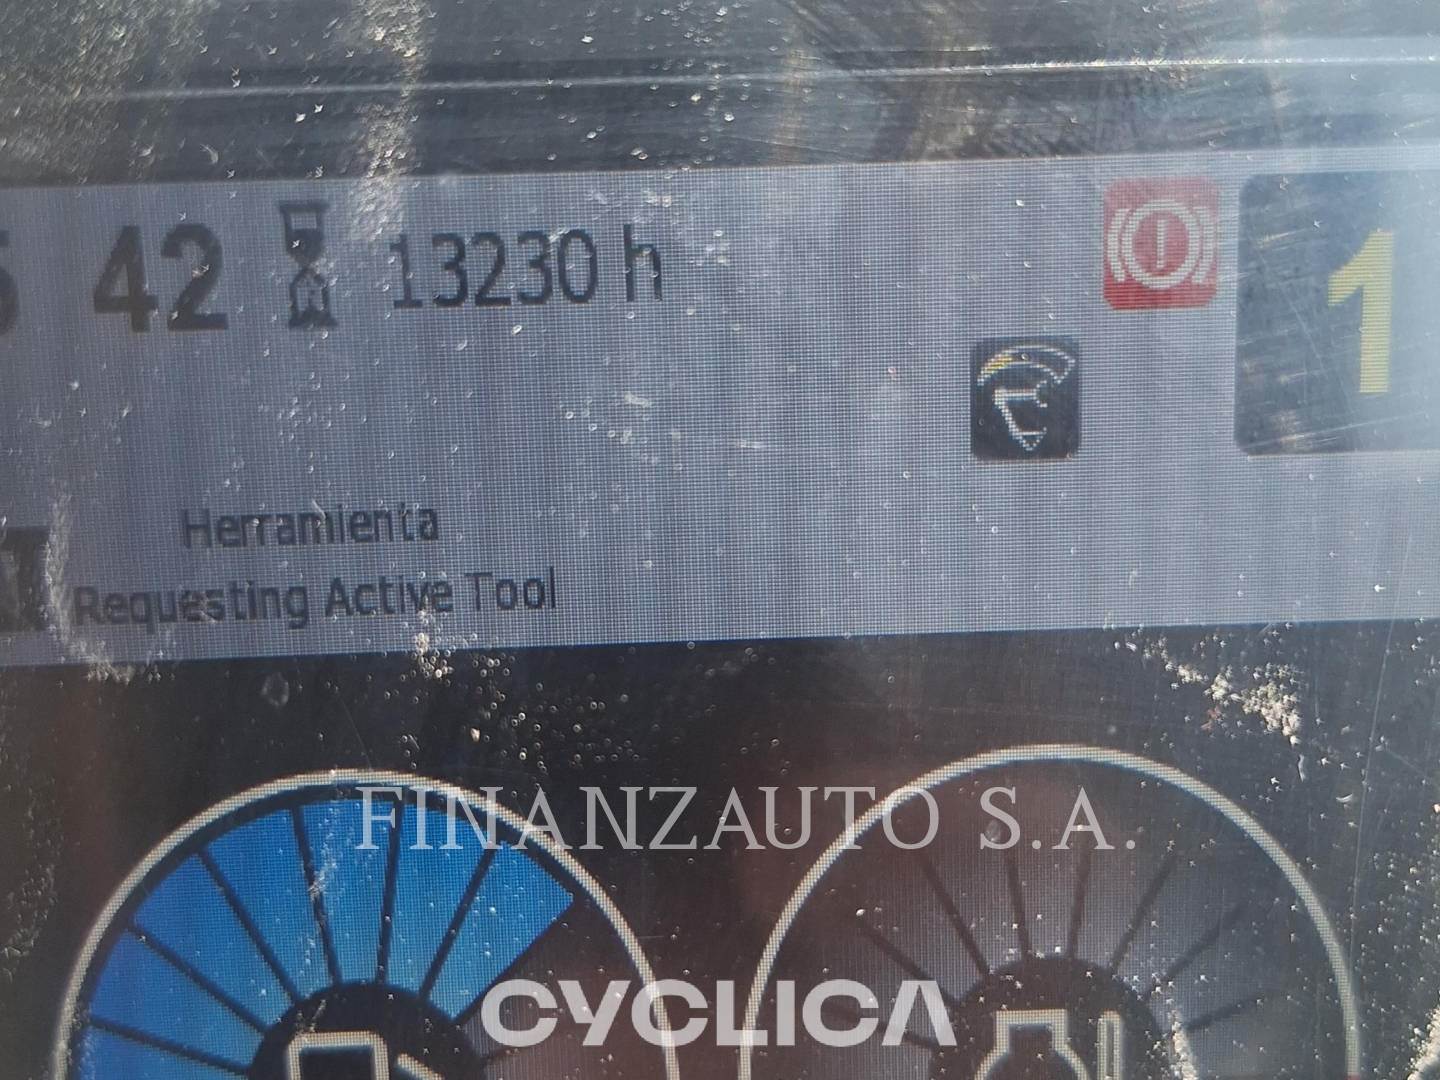 42 13230 h
1
Herramienta
Requesting Active Tool
FINANZAUTO S.A.
CYCLICA